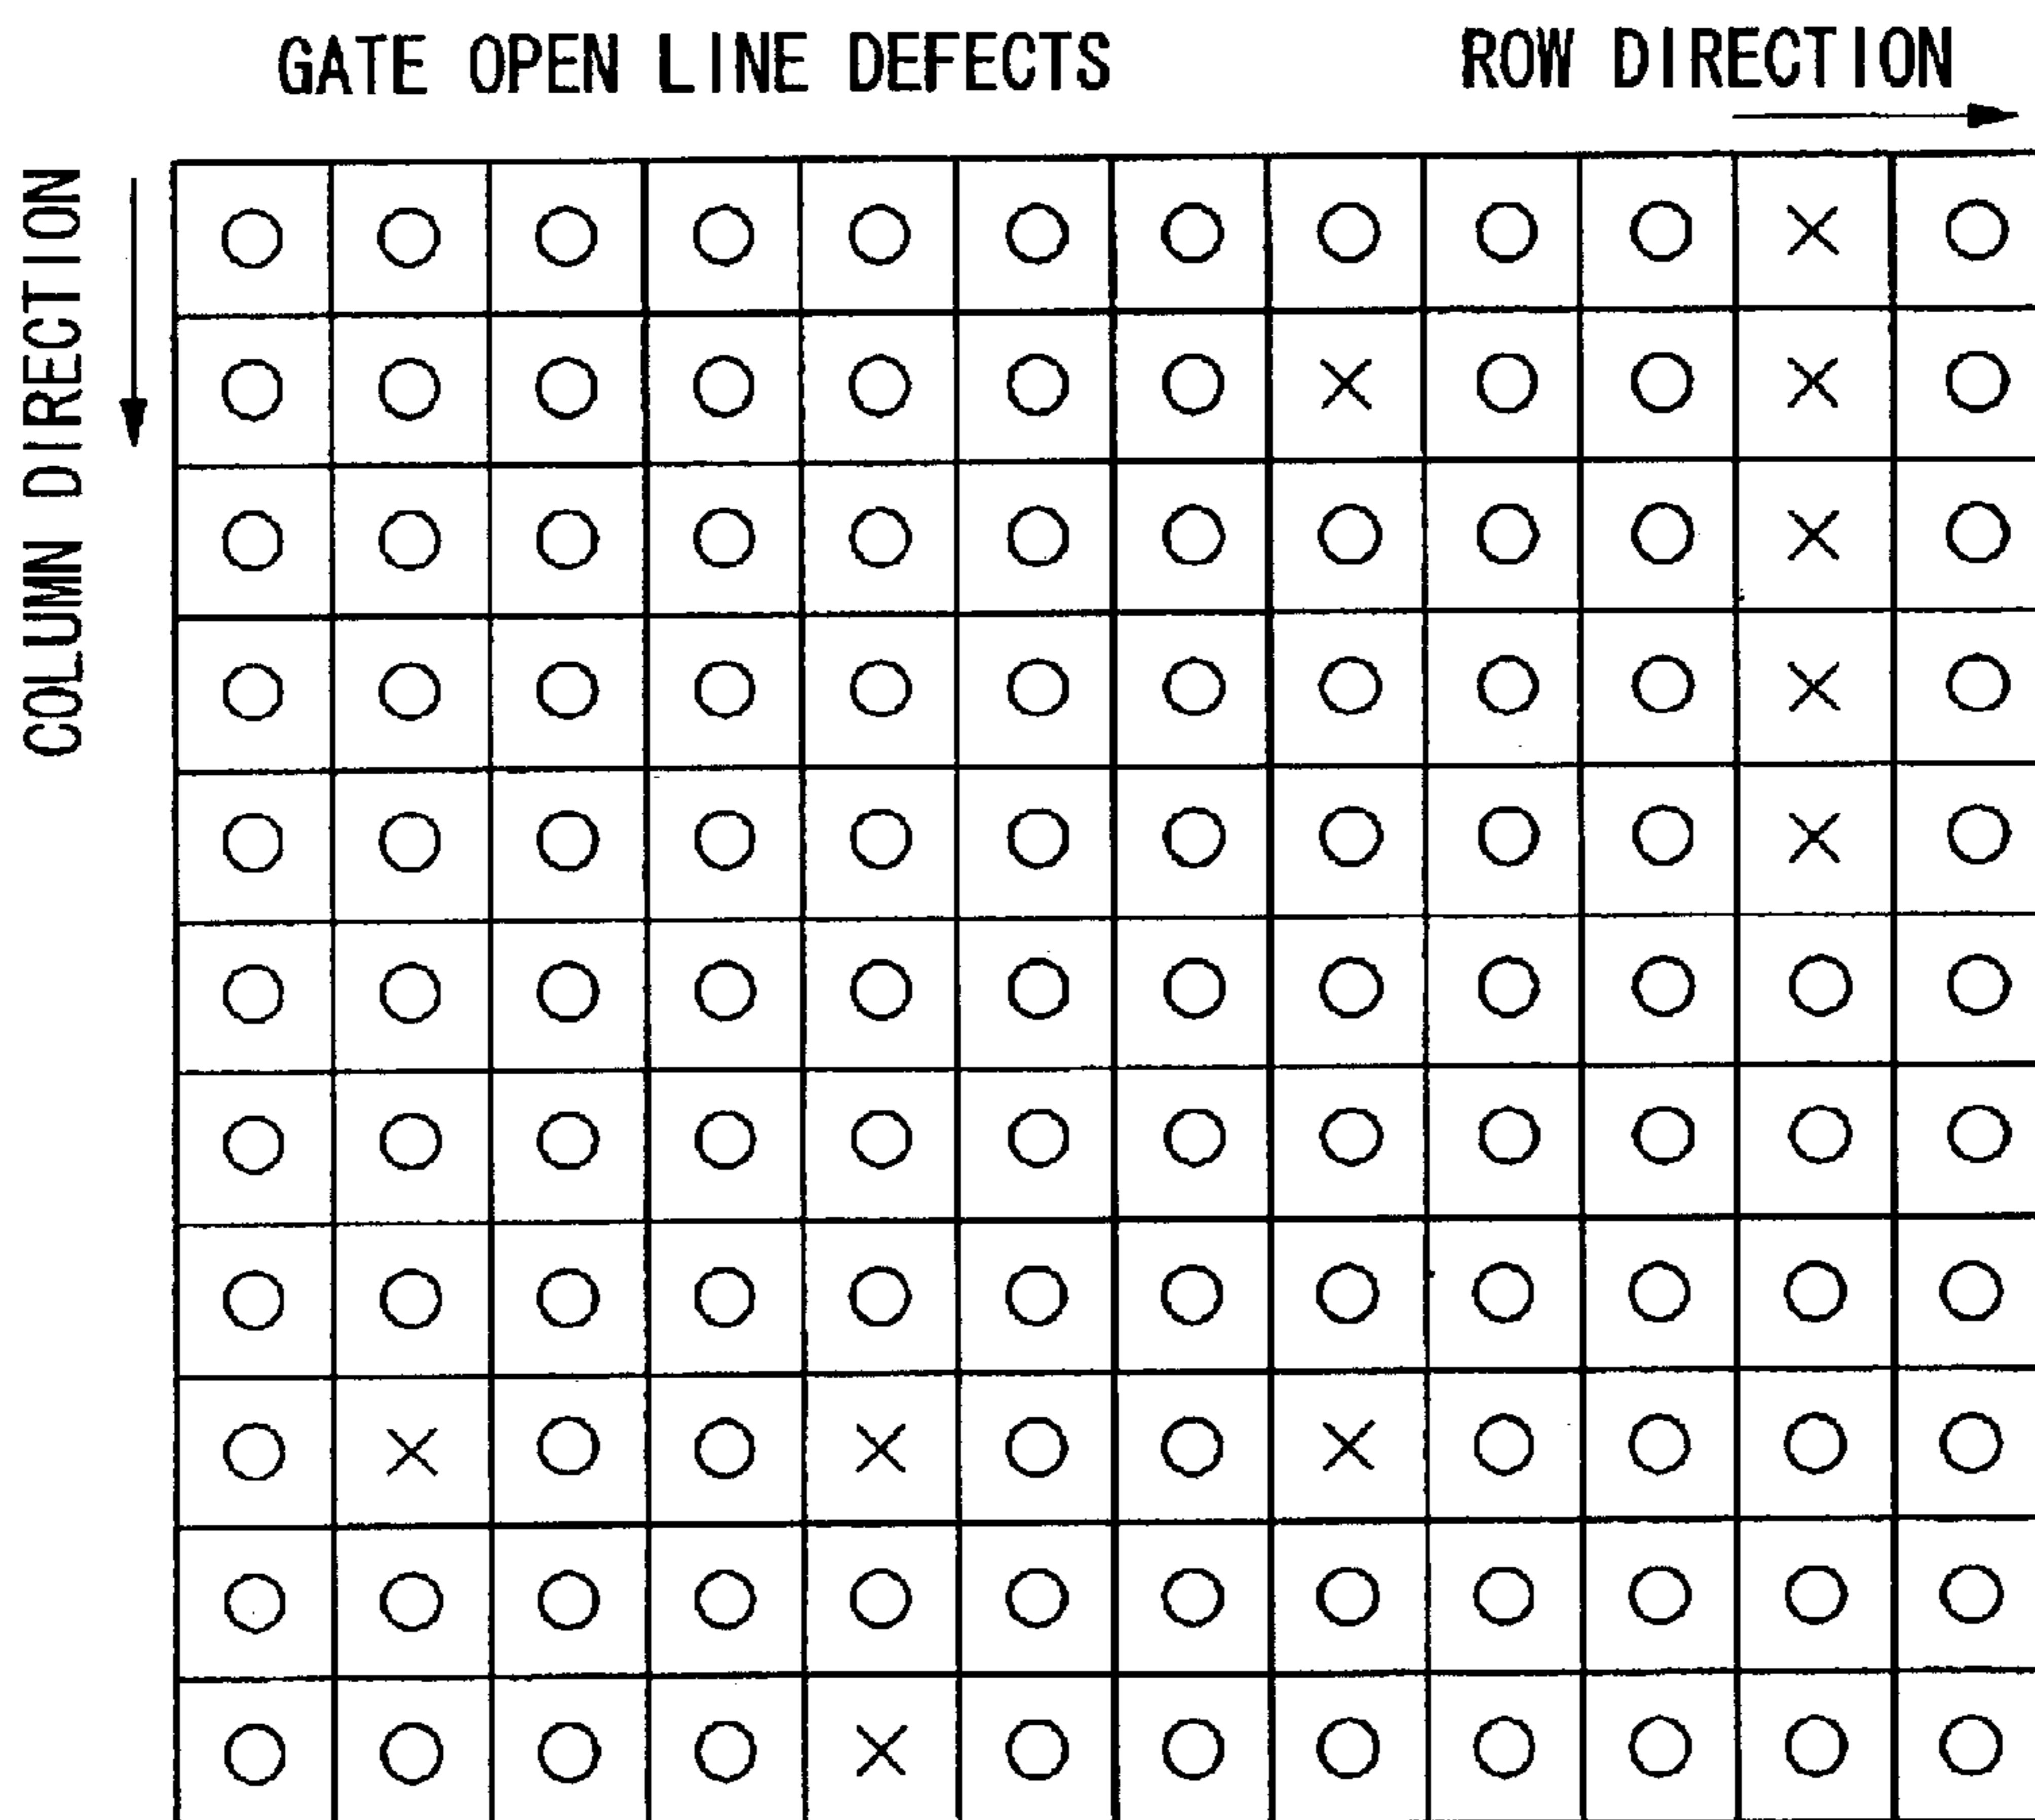 GATE OPEN LINE DEFECTS
ROW DIRECTION
COLUMN DIRECTION
○ ○ ○ ○ ○ ○ ○ ○ ○ ○ × ○
○ ○ ○ ○ ○ ○ ○ × ○ ○ × ○
○ ○ ○ ○ ○ ○ ○ ○ ○ ○ × ○
○ ○ ○ ○ ○ ○ ○ ○ ○ ○ × ○
○ ○ ○ ○ ○ ○ ○ ○ ○ ○ × ○
○ ○ ○ ○ ○ ○ ○ ○ ○ ○ ○ ○
○ ○ ○ ○ ○ ○ ○ ○ ○ ○ ○ ○
○ ○ ○ ○ ○ ○ ○ ○ ○ ○ ○ ○
○ × ○ ○ × ○ ○ × ○ ○ ○ ○
○ ○ ○ ○ ○ ○ ○ ○ ○ ○ ○ ○
○ ○ ○ ○ × ○ ○ ○ ○ ○ ○ ○